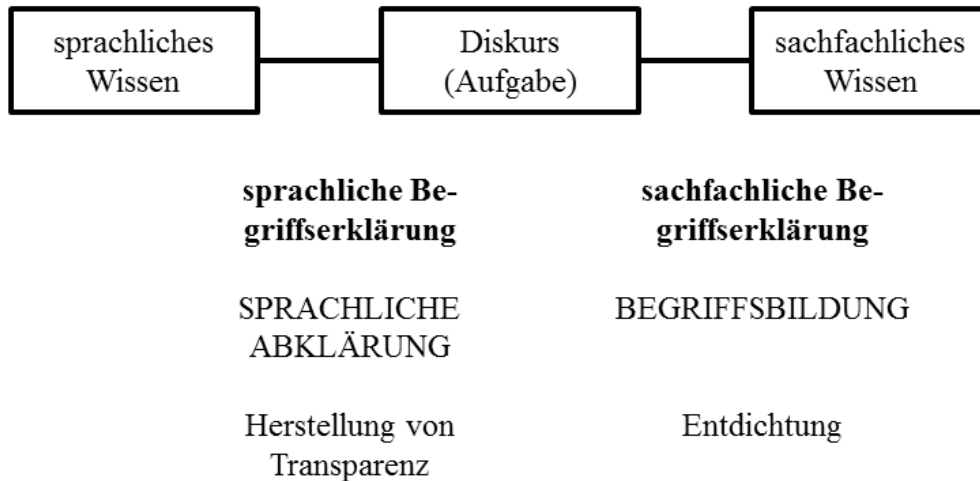 sprachliches
Wissen
Diskurs
(Aufgabe)
sachfachliches
Wissen
sprachliche Be-
griffserklärung
sachfachliche Be-
griffserklärung
SPRACHLICHE
ABKLÄRUNG
BEGRIFFSBILDUNG
Herstellung von
Transparenz
Entdichtung